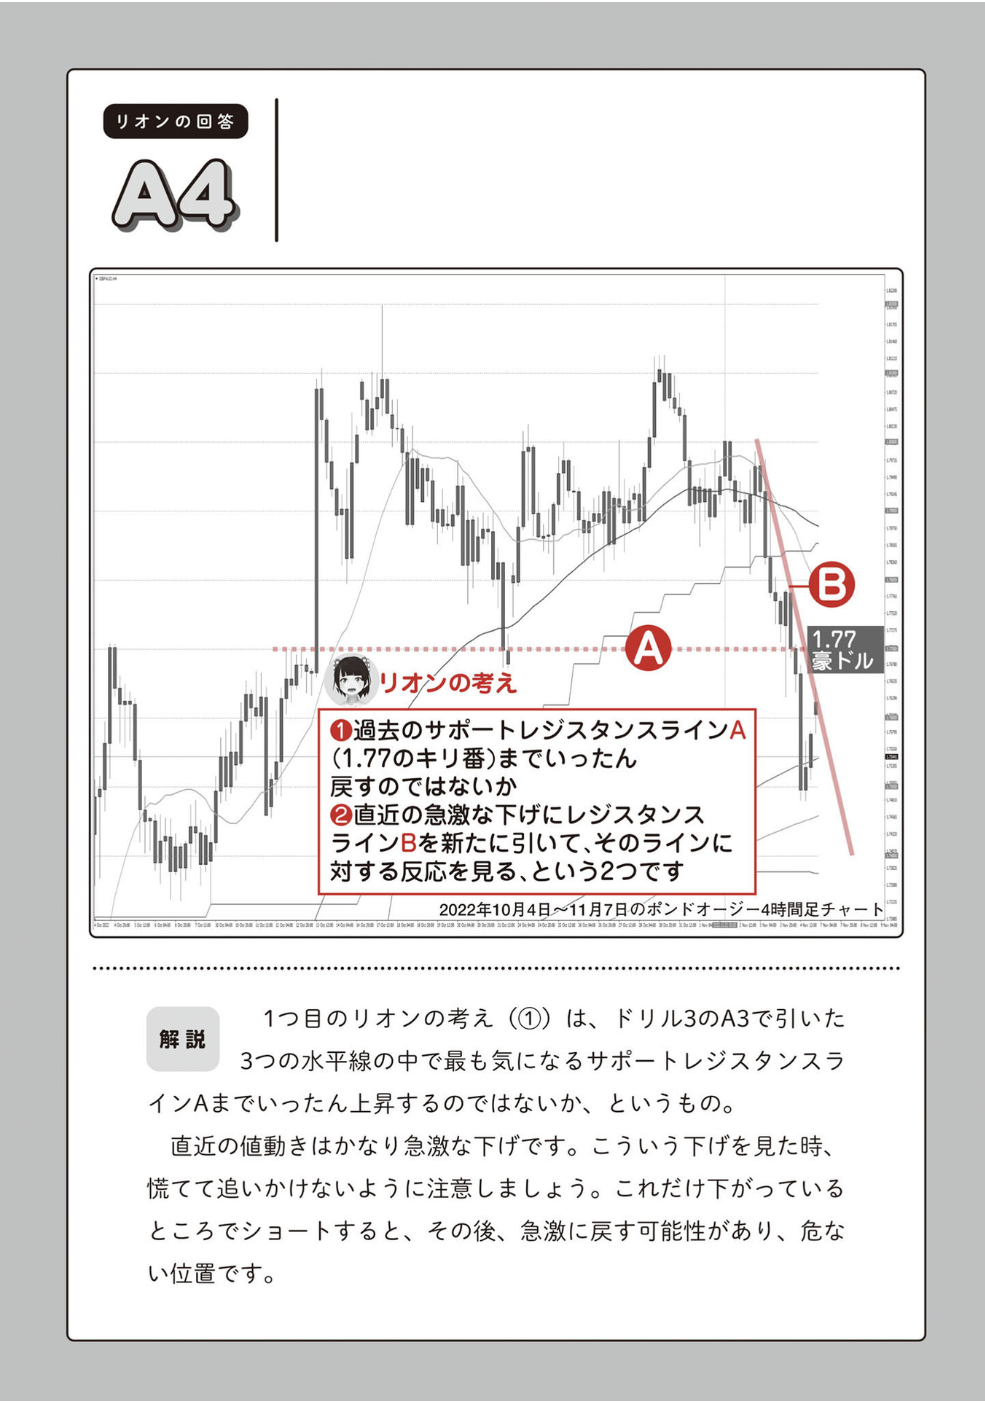 リオンの回答
A4
B
1.77
豪ドル
A
リオンの考え
❶過去のサポートレジスタンスラインA
(1.77のキリ番)までいったん
戻すのではないか
❷直近の急激な下げにレジスタンス
ラインBを新たに引いて、そのラインに
対する反応を見る、という2つです
2022年10月4日〜11月7日のポンドオージー4時間足チャート
解説
1つ目のリオンの考え（①）は、ドリル3のA3で引いた
3つの水平線の中で最も気になるサポートレジスタンスラ
インAまでいったん上昇するのではないか、というもの。
直近の値動きはかなり急激な下げです。こういう下げを見た時、
慌てて追いかけないように注意しましょう。これだけ下がっている
ところでショートすると、その後、急激に戻す可能性があり、危な
い位置です。